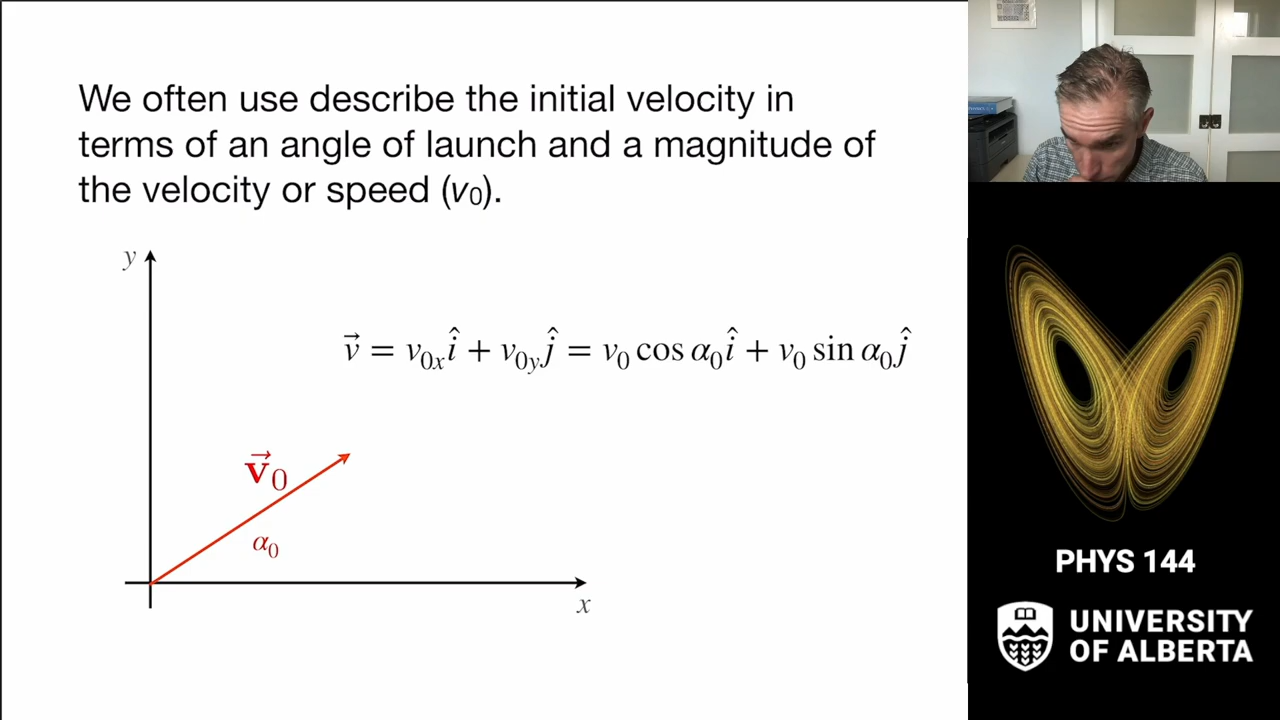 We often use describe the initial velocity in
terms of an angle of launch and a magnitude of
the velocity or speed (v₀).
y
v⃗ = v₀ₓî + v₀ᵧĵ = v₀ cos α₀î + v₀ sin α₀ĵ
v⃗₀
α₀
x
PHYS 144
UNIVERSITY
OF ALBERTA